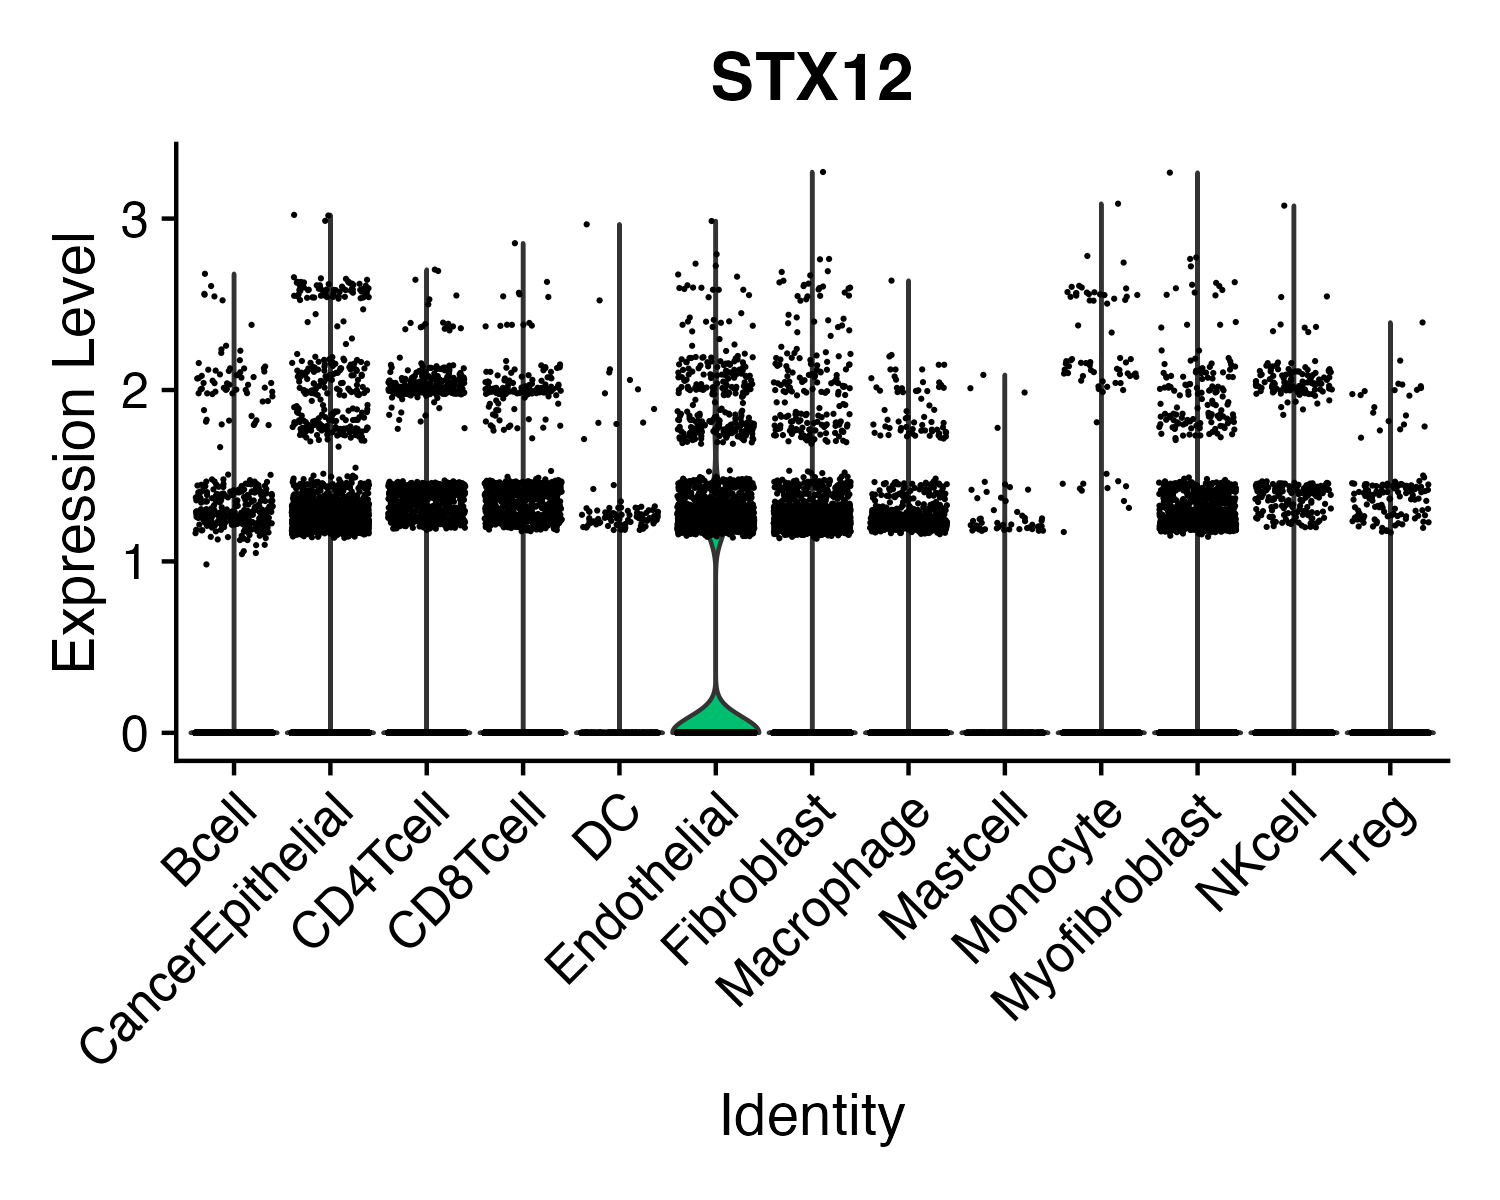 STX12
Expression Level
3
2
1
0
Bcell
CancerEpithelial
CD4Tcell
CD8Tcell
DC
Endothelial
Fibroblast
Macrophage
Mastcell
Monocyte
Myofibroblast
NKcell
Treg
Identity